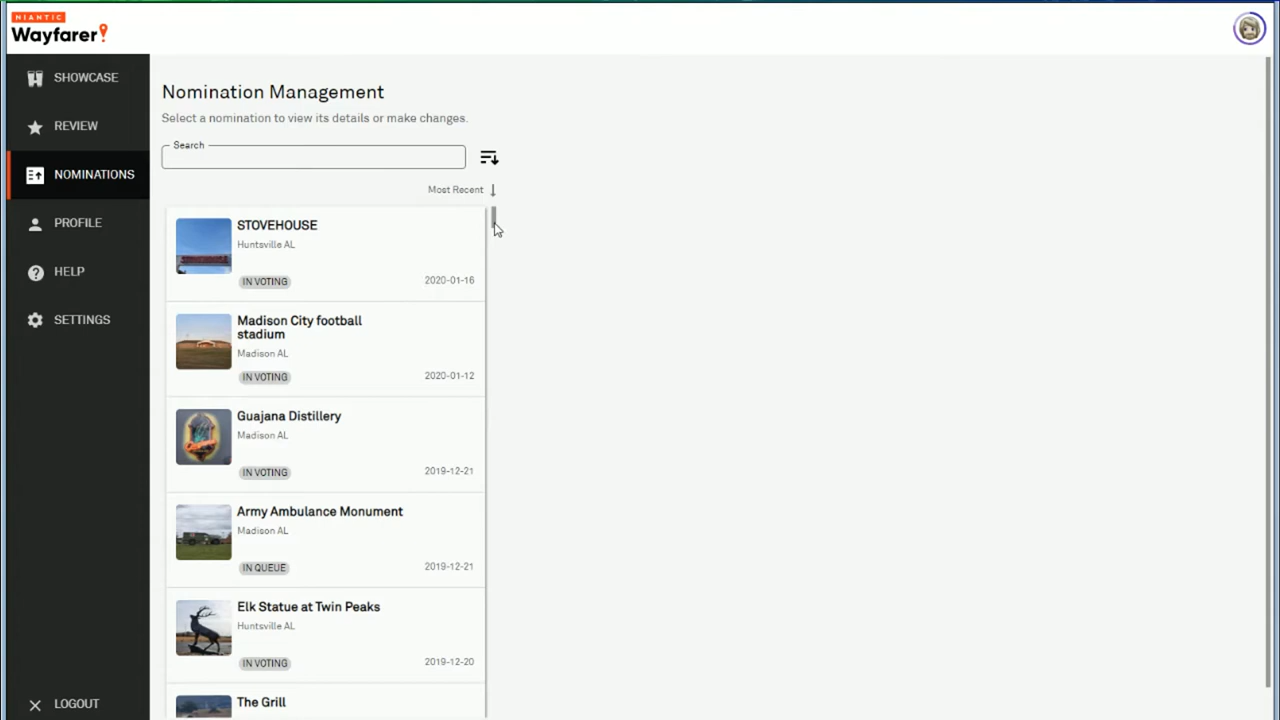 NIANTIC
Wayfarer!
SHOWCASE
REVIEW
NOMINATIONS
PROFILE
HELP
SETTINGS
LOGOUT
Nomination Management
Select a nomination to view its details or make changes.
Search
Most Recent
STOVEHOUSE
Huntsville AL
IN VOTING
2020-01-16
Madison City football
stadium
Madison AL
IN VOTING
2020-01-12
Guajana Distillery
Madison AL
IN VOTING
2019-12-21
Army Ambulance Monument
Madison AL
IN QUEUE
2019-12-21
Elk Statue at Twin Peaks
Huntsville AL
IN VOTING
2019-12-20
The Grill